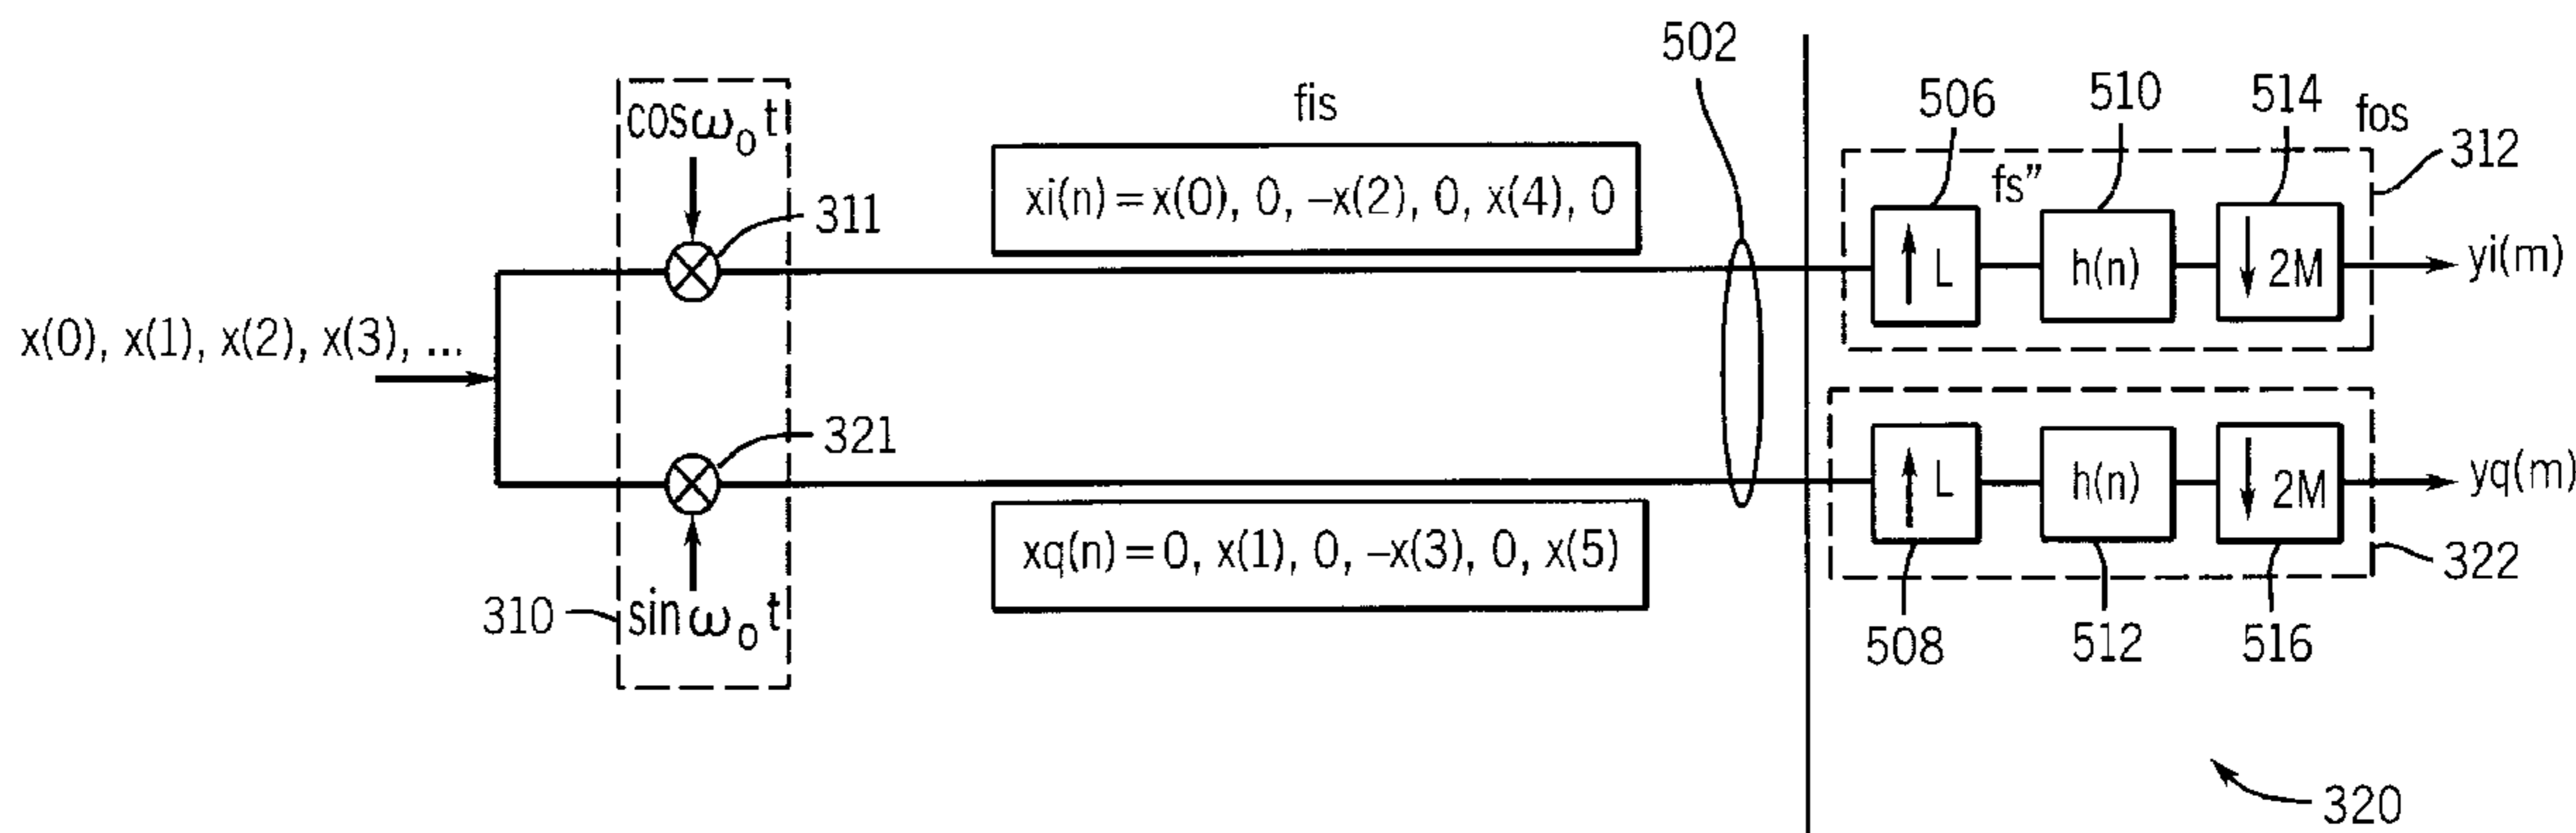 502
506
510
514
fos
312
cosω₀t
fis
fs"
311
xi(n) = x(0), 0, –x(2), 0, x(4), 0
↑ L
h(n)
↓ 2M
yi(m)
x(0), x(1), x(2), x(3), ...
321
↑ L
h(n)
↓ 2M
yq(m)
xq(n) = 0, x(1), 0, –x(3), 0, x(5)
322
310
sinω₀t
508
512
516
320